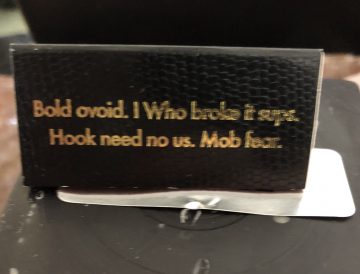 Bold ovoid. I Who broke it sups.
Hook need no us. Mob fear.